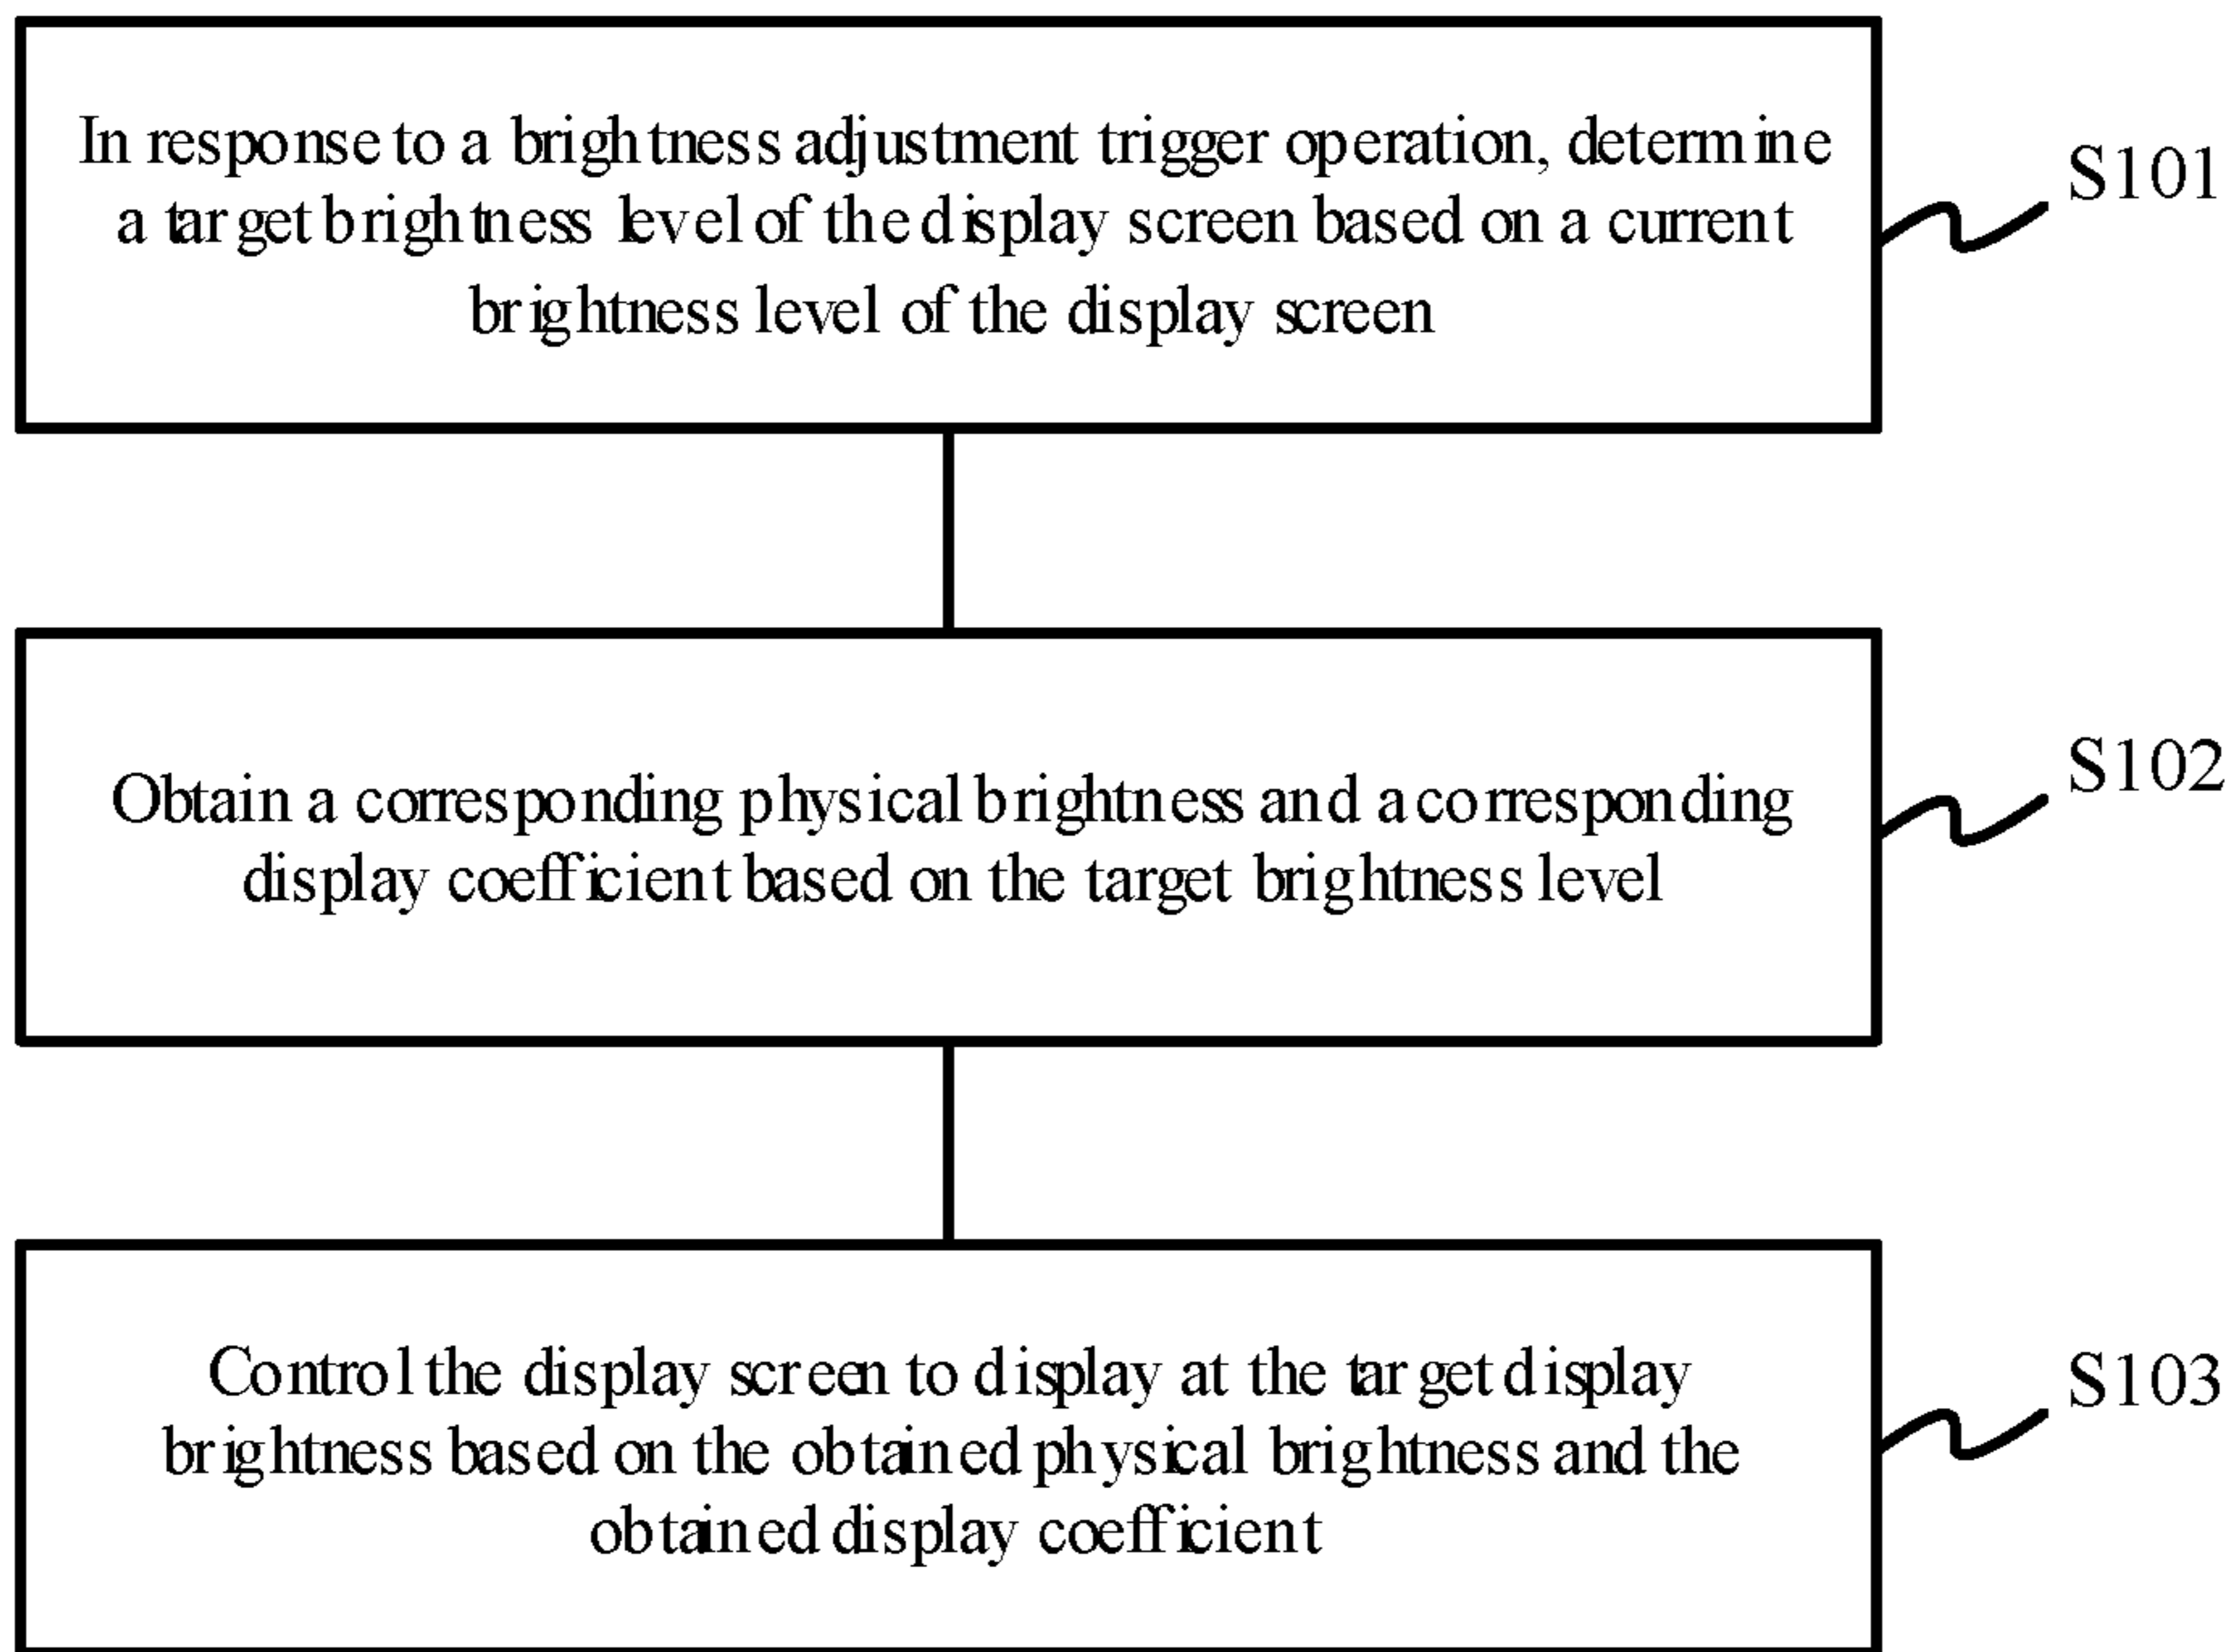 In response to a brightness adjustment trigger operation, determine
a target brightness level of the display screen based on a current
brightness level of the display screen
S101
Obtain a corresponding physical brightness and a corresponding
display coefficient based on the target brightness level
S102
Control the display screen to display at the target display
brightness based on the obtained physical brightness and the
obtained display coefficient
S103